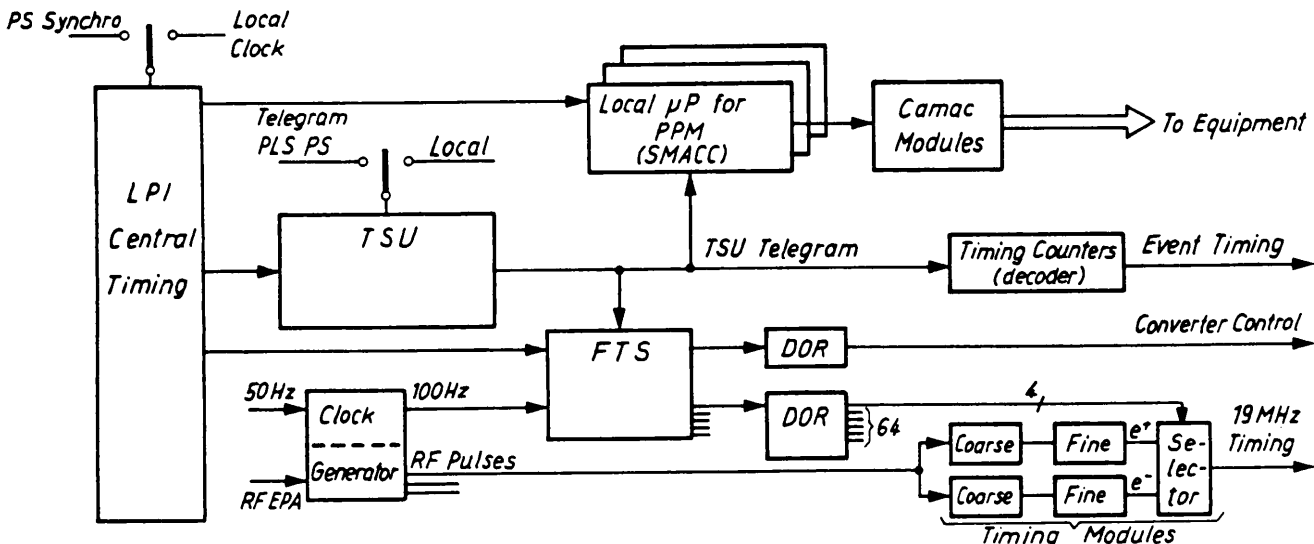 PS Synchro
Local
Clock
LPI
Central
Timing
Telegram
PLS PS
Local
TSU
Local µP for
PPM
(SMACC)
Camac
Modules
To Equipment
TSU Telegram
Timing Counters
(decoder)
Event Timing
FTS
DOR
Converter Control
50Hz
Clock
Generator
100Hz
RF EPA
RF Pulses
DOR
64
4
Coarse
Fine
e+
Coarse
Fine
e-
Se-
lec-
tor
19MHz
Timing
Timing Modules